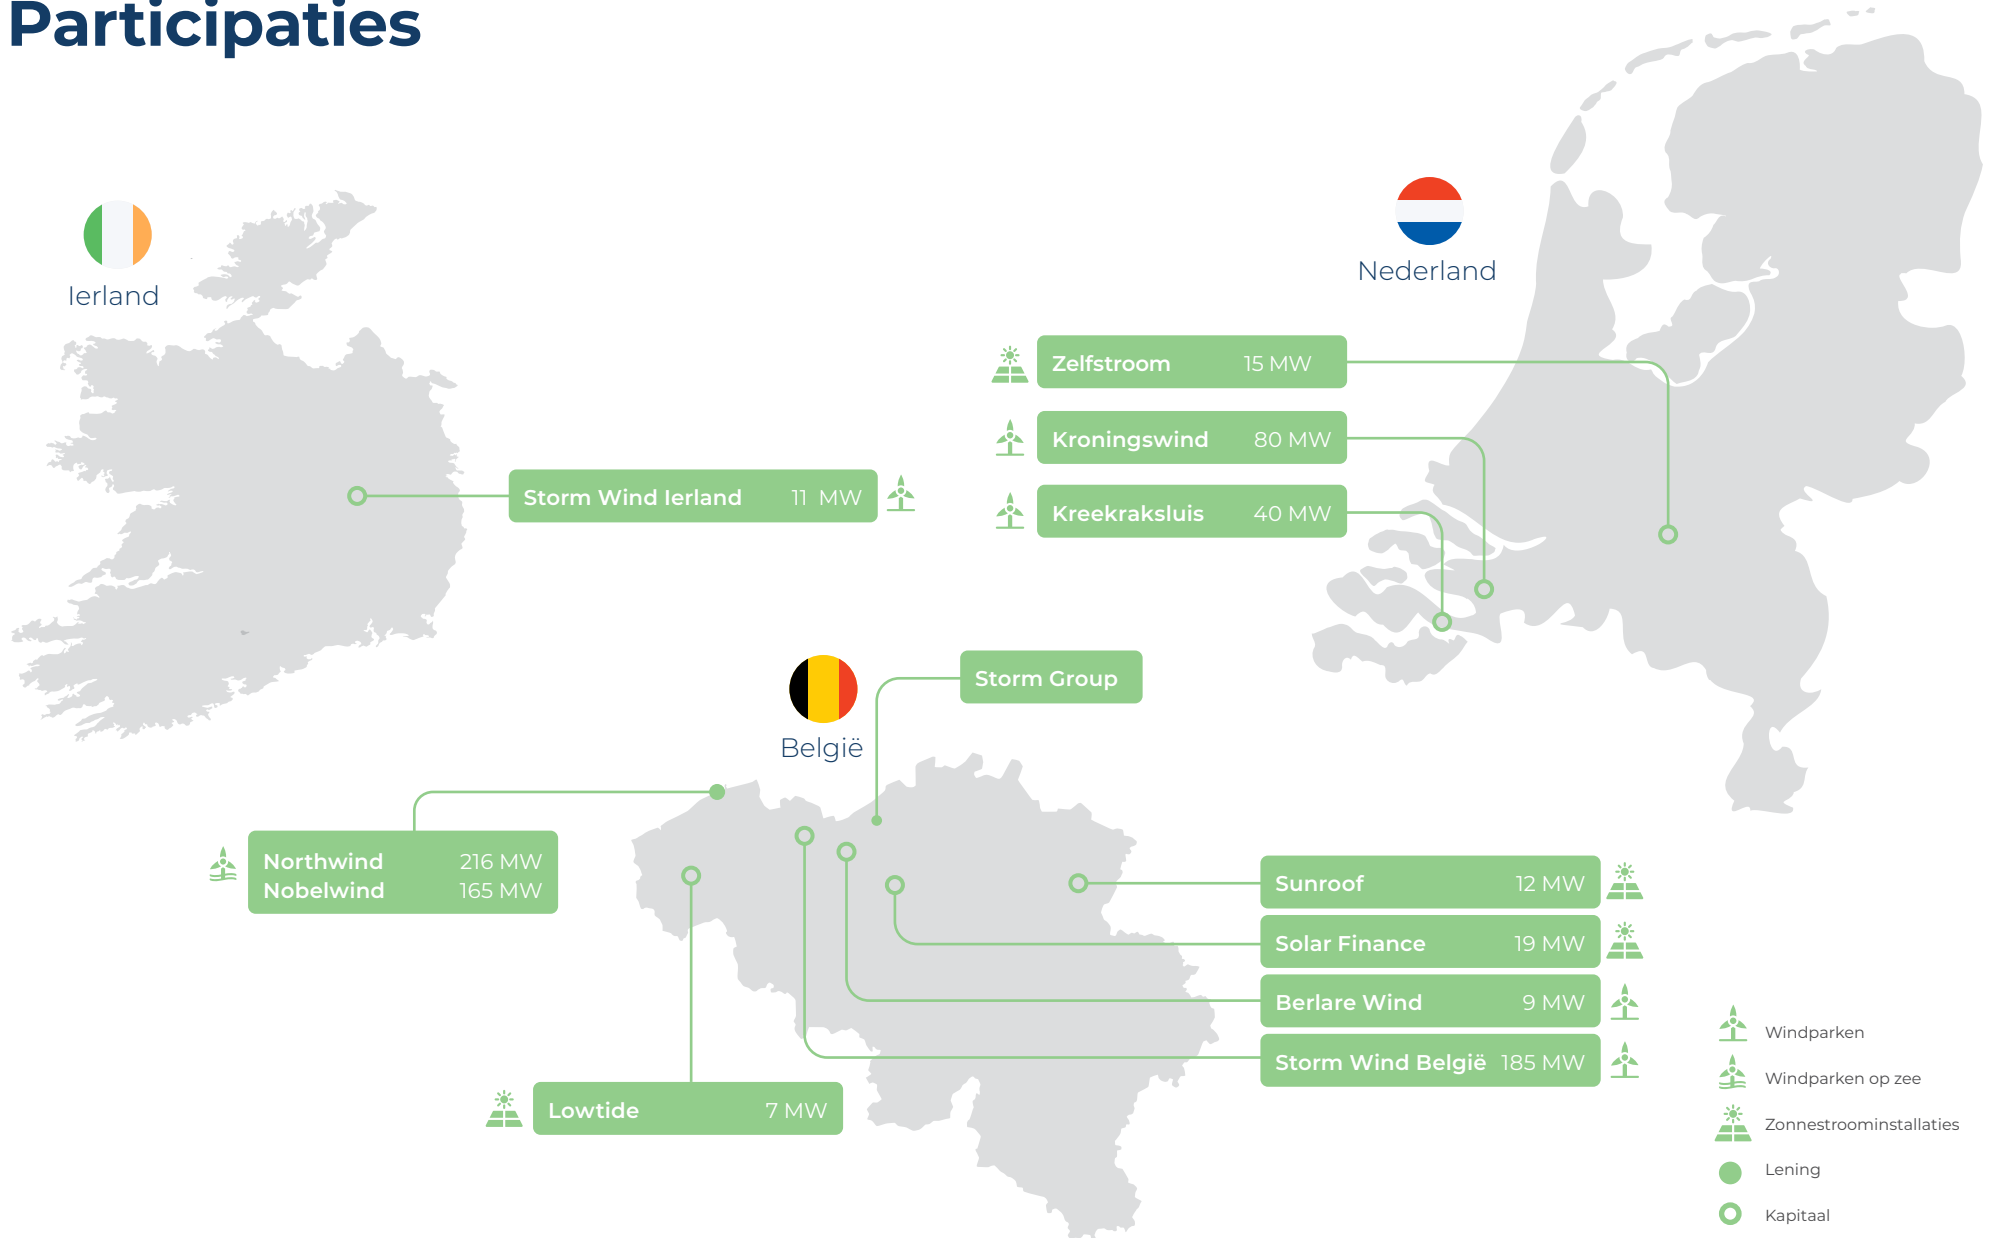 Participaties
Ierland
Nederland
Zelfstroom 15 MW
Kroningswind 80 MW
Storm Wind Ierland 11 MW
Kreekraksluis 40 MW
Storm Group
België
Northwind 216 MW
Nobelwind 165 MW
Sunroof 12 MW
Solar Finance 19 MW
Berlare Wind 9 MW
Storm Wind België 185 MW
Lowtide 7 MW
Windparken
Windparken op zee
Zonnestroominstallaties
Lening
Kapitaal